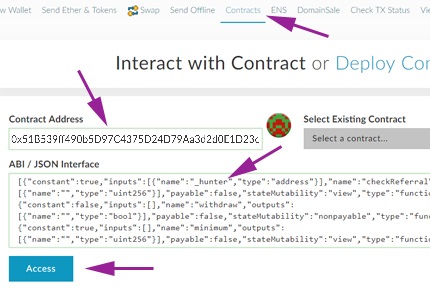 w Wallet Send Ether & Tokens Swap Send Offline Contracts ENS DomainSale Check TX Status Vie
Interact with Contract or Deploy Con
Contract Address
0x51B539ff490b5D97C4375D24D79Aa3d2d0E1D23c
Select Existing Contract
Select a contract...
ABI / JSON Interface
[{"constant":true,"inputs":[{"name":"_hunter","type":"address"}],"name":"checkReferral"
[{"name":"","type":"uint256"}],"payable":false,"stateMutability":"view","type":"functi
{"constant":false,"inputs":[],"name":"withdraw","outputs":
[{"name":"","type":"bool"}],"payable":false,"stateMutability":"nonpayable","type":"func
{"constant":true,"inputs":[],"name":"minimum","outputs":
[{"name":"","type":"uint256"}],"payable":false,"stateMutability":"view","type":"functi
Access